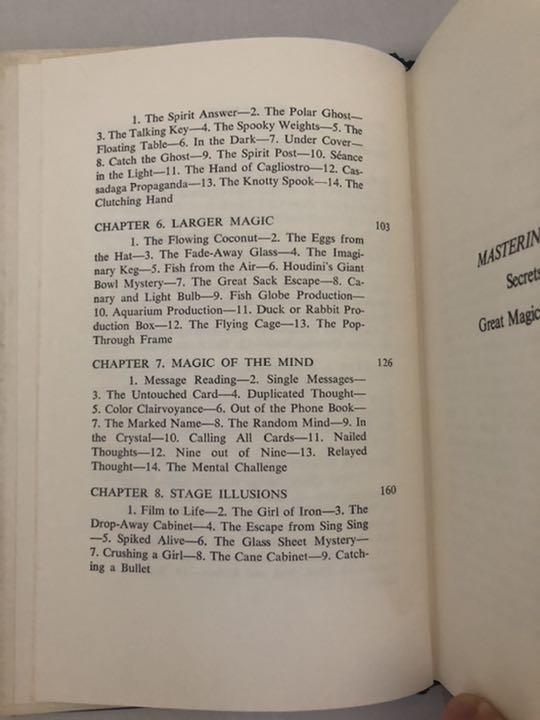 1. The Spirit Answer—2. The Polar Ghost—
3. The Talking Key—4. The Spooky Weights—5. The
Floating Table—6. In the Dark—7. Under Cover—
8. Catch the Ghost—9. The Spirit Post—10. Séance
in the Light—11. The Hand of Cagliostro—12. Cas-
sadaga Propaganda—13. The Knotty Spook—14. The
Clutching Hand
CHAPTER 6. LARGER MAGIC 103
1. The Flowing Coconut—2. The Eggs from
the Hat—3. The Fade-Away Glass—4. The Imagi-
nary Keg—5. Fish from the Air—6. Houdini's Giant
Bowl Mystery—7. The Great Sack Escape—8. Ca-
nary and Light Bulb—9. Fish Globe Production—
10. Aquarium Production—11. Duck or Rabbit Pro-
duction Box—12. The Flying Cage—13. The Pop-
Through Frame
CHAPTER 7. MAGIC OF THE MIND 126
1. Message Reading—2. Single Messages—
3. The Untouched Card—4. Duplicated Thought—
5. Color Clairvoyance—6. Out of the Phone Book—
7. The Marked Name—8. The Random Mind—9. In
the Crystal—10. Calling All Cards—11. Nailed
Thoughts—12. Nine out of Nine—13. Relayed
Thought—14. The Mental Challenge
CHAPTER 8. STAGE ILLUSIONS 160
1. Film to Life—2. The Girl of Iron—3. The
Drop-Away Cabinet—4. The Escape from Sing Sing
—5. Spiked Alive—6. The Glass Sheet Mystery—
7. Crushing a Girl—8. The Cane Cabinet—9. Catch-
ing a Bullet
MASTERIN
Secrets
Great Magic